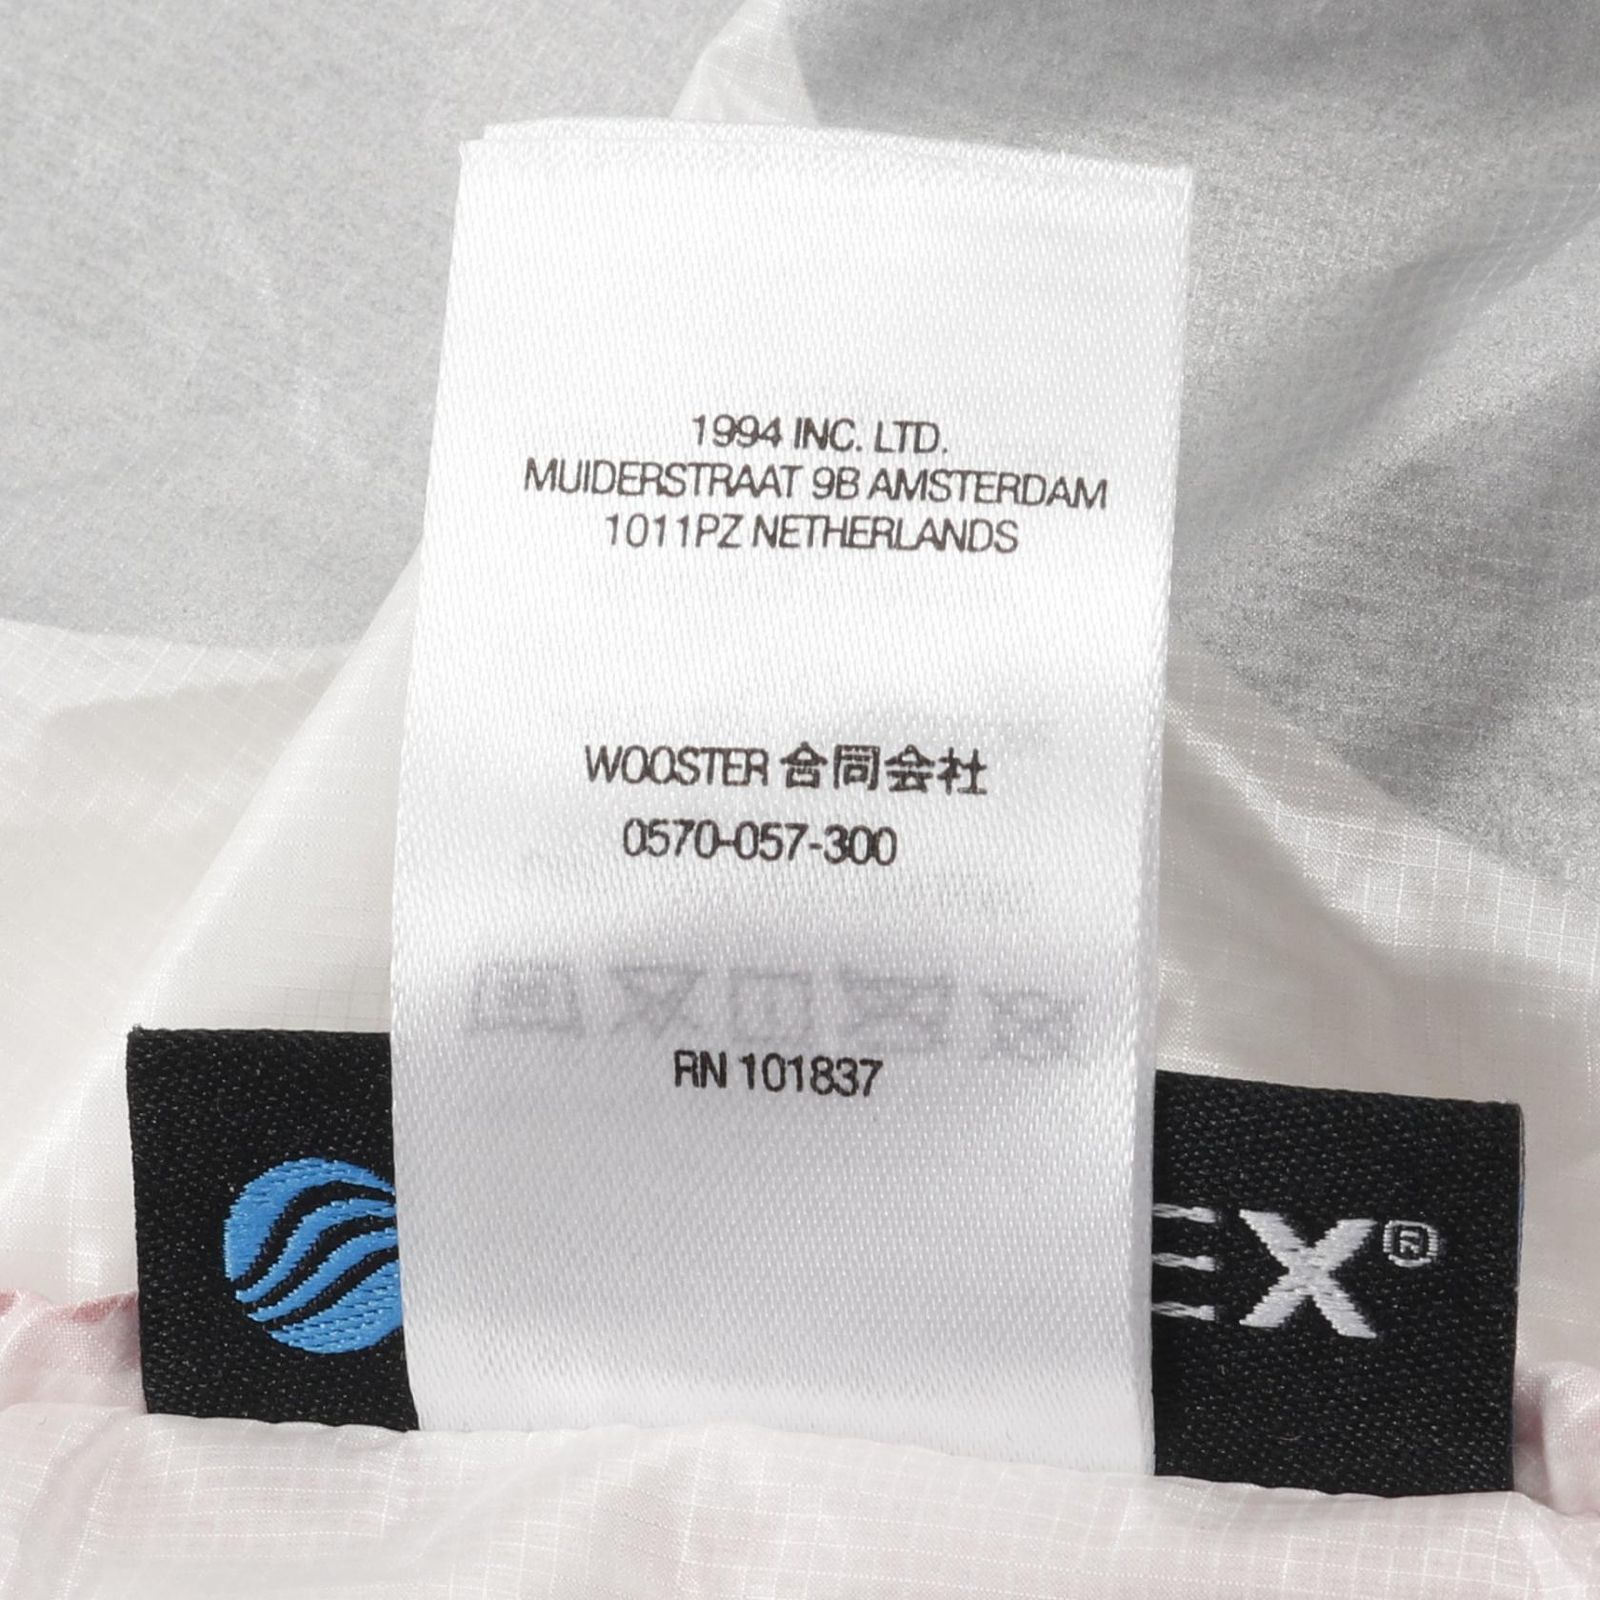 1994 INC. LTD.
MUIDERSTRAAT 9B AMSTERDAM
1011PZ NETHERLANDS
WOOSTER 合同会社
0570-057-300
RN 101837
EX®